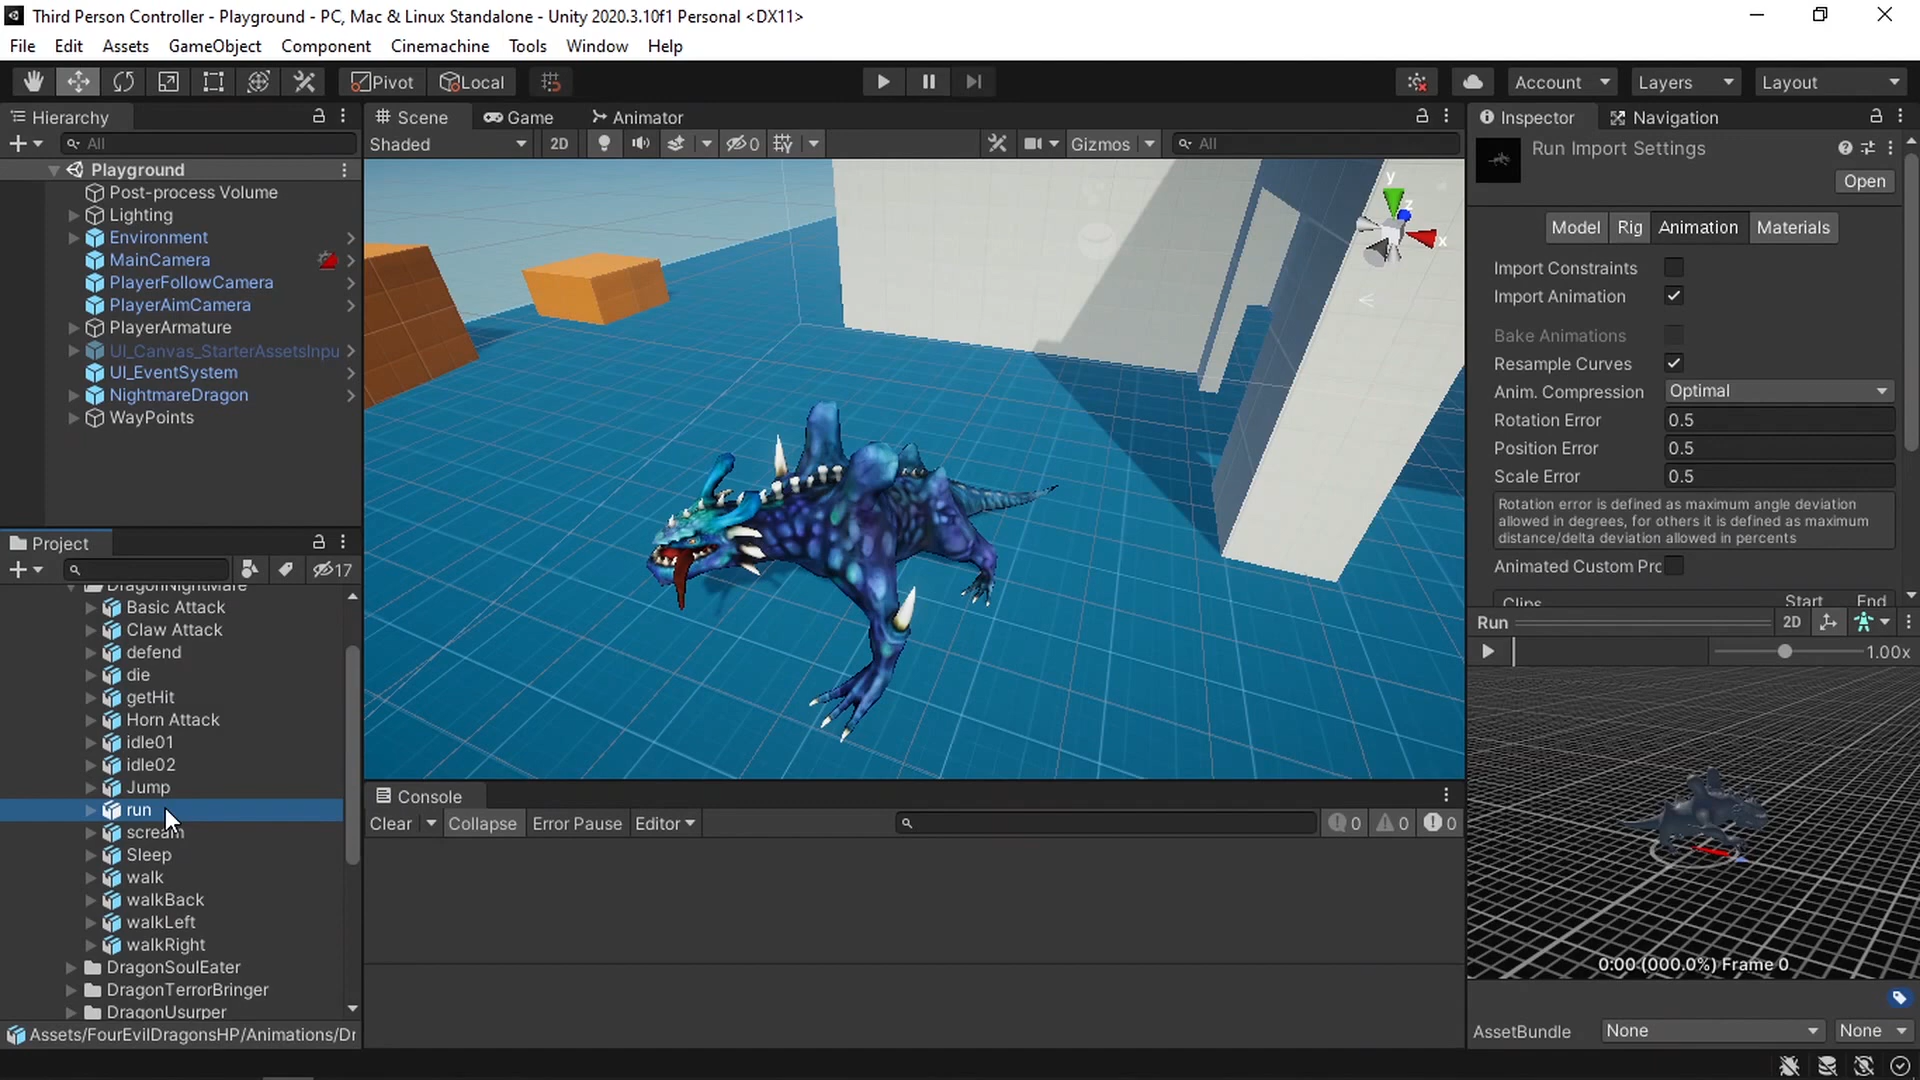 Third Person Controller - Playground - PC, Mac & Linux Standalone - Unity 2020.3.10f1 Personal <DX11>
File Edit Assets GameObject Component Cinemachine Tools Window Help
Pivot Local Account Layers Layout
Hierarchy
All
Playground
Post-process Volume
Lighting
Environment
MainCamera
PlayerFollowCamera
PlayerAimCamera
PlayerArmature
UI_Canvas_StarterAssetsInpu
UI_EventSystem
NightmareDragon
WayPoints
Scene Game Animator
Shaded 2D 0 Gizmos All
y
z
x
Project
17
DragonNightMare
Basic Attack
Claw Attack
defend
die
getHit
Horn Attack
idle01
idle02
Jump
run
scream
Sleep
walk
walkBack
walkLeft
walkRight
DragonSoulEater
DragonTerrorBringer
DragonUsurper
Assets/FourEvilDragonsHP/Animations/Dr
Console
Clear Collapse Error Pause Editor 0 0 0
Inspector Navigation
Run Import Settings
Open
Model Rig Animation Materials
Import Constraints
Import Animation
Bake Animations
Resample Curves
Anim. Compression Optimal
Rotation Error 0.5
Position Error 0.5
Scale Error 0.5
Rotation error is defined as maximum angle deviation
allowed in degrees, for others it is defined as maximum
distance/delta deviation allowed in percents
Animated Custom Prc
Clips Start End
Run 2D
1.00x
0:00 (000.0%) Frame 0
AssetBundle None None